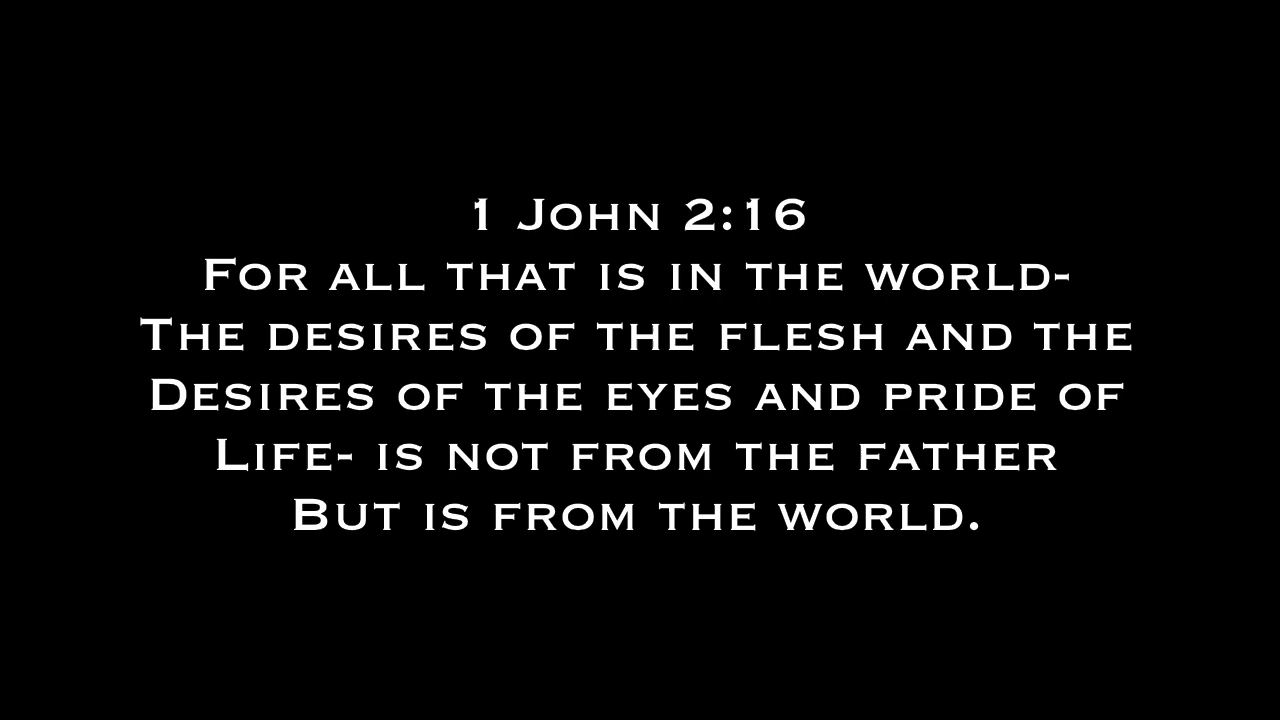 1 John 2:16
For all that is in the world-
The desires of the flesh and the
Desires of the eyes and pride of
Life- is not from the father
But is from the world.